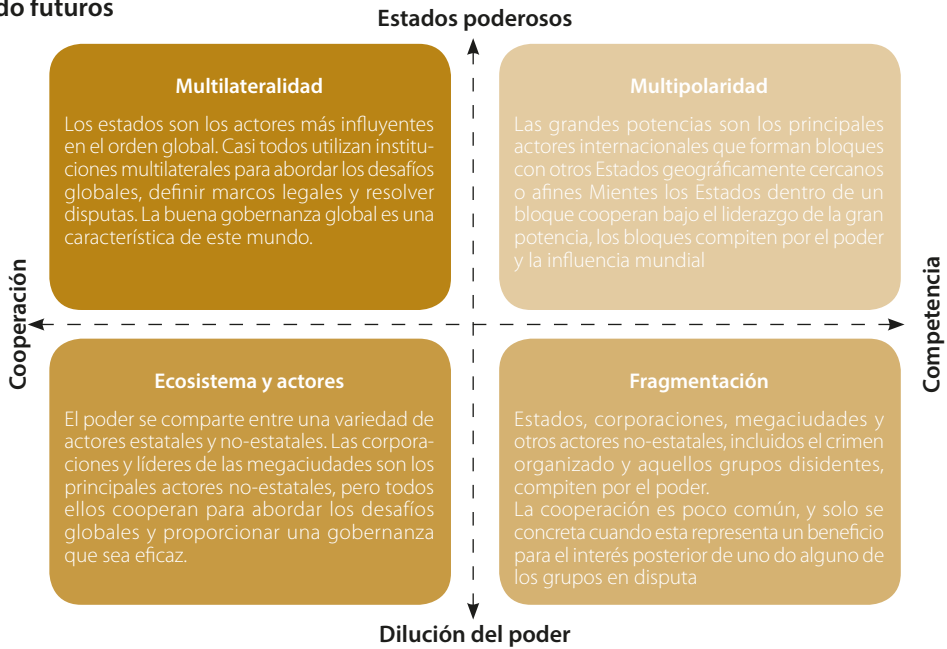 do futuros
Estados poderosos
Multilateralidad
Los estados son los actores más influyentes
en el orden global. Casi todos utilizan institu-
ciones multilaterales para abordar los desafíos
globales, definir marcos legales y resolver
disputas. La buena gobernanza global es una
característica de este mundo.
Multipolaridad
Las grandes potencias son los principales
actores internacionales que forman bloques
con otros Estados geográficamente cercanos
o afines Mientes los Estados dentro de un
bloque cooperan bajo el liderazgo de la gran
potencia, los bloques compiten por el poder
y la influencia mundial
Cooperación
Competencia
Ecosistema y actores
El poder se comparte entre una variedad de
actores estatales y no-estatales. Las corpora-
ciones y líderes de las megaciudades son los
principales actores no-estatales, pero todos
ellos cooperan para abordar los desafíos
globales y proporcionar una gobernanza
que sea eficaz.
Fragmentación
Estados, corporaciones, megaciudades y
otros actores no-estatales, incluidos el crimen
organizado y aquellos grupos disidentes,
compiten por el poder.
La cooperación es poco común, y solo se
concreta cuando esta representa un beneficio
para el interés posterior de uno do alguno de
los grupos en disputa
Dilución del poder